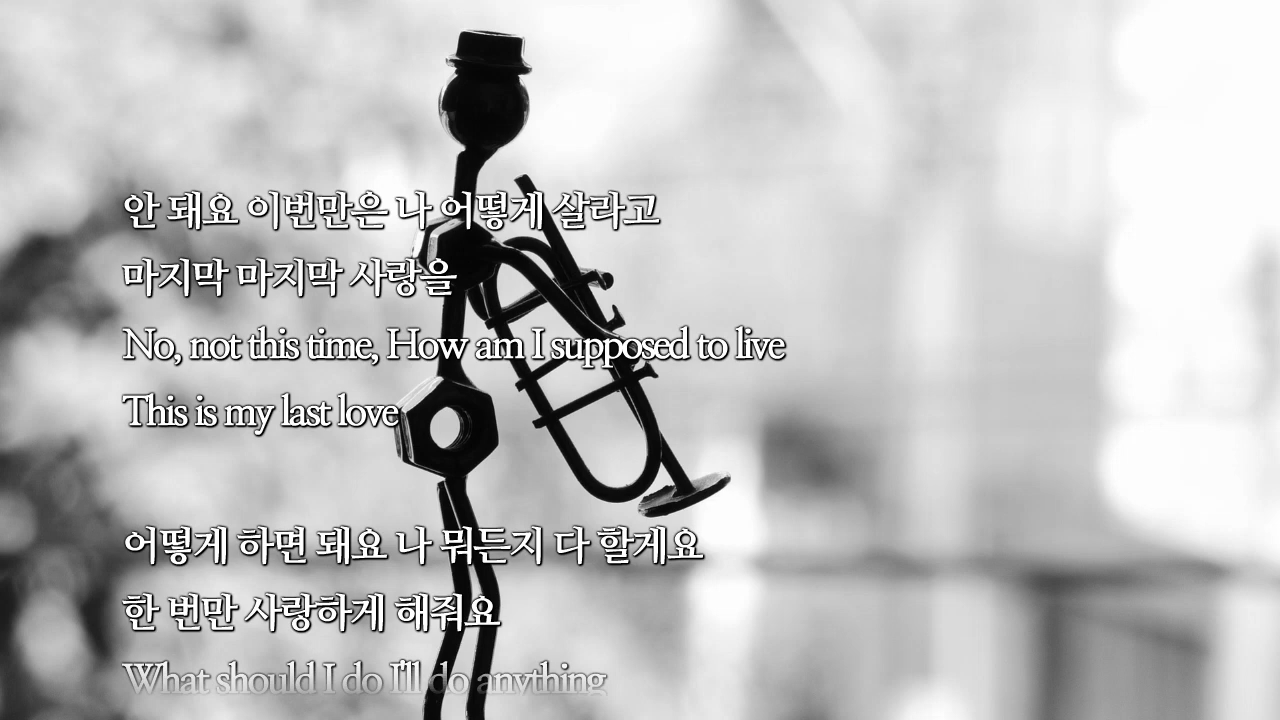 안 돼요 이번만은 나 어떻게 살라고
마지막 마지막 사랑을
No, not this time, How am I supposed to live
This is my last love
어떻게 하면 돼요 나 뭐든지 다 할게요
한 번만 사랑하게 해줘요
What should I do I'll do anything